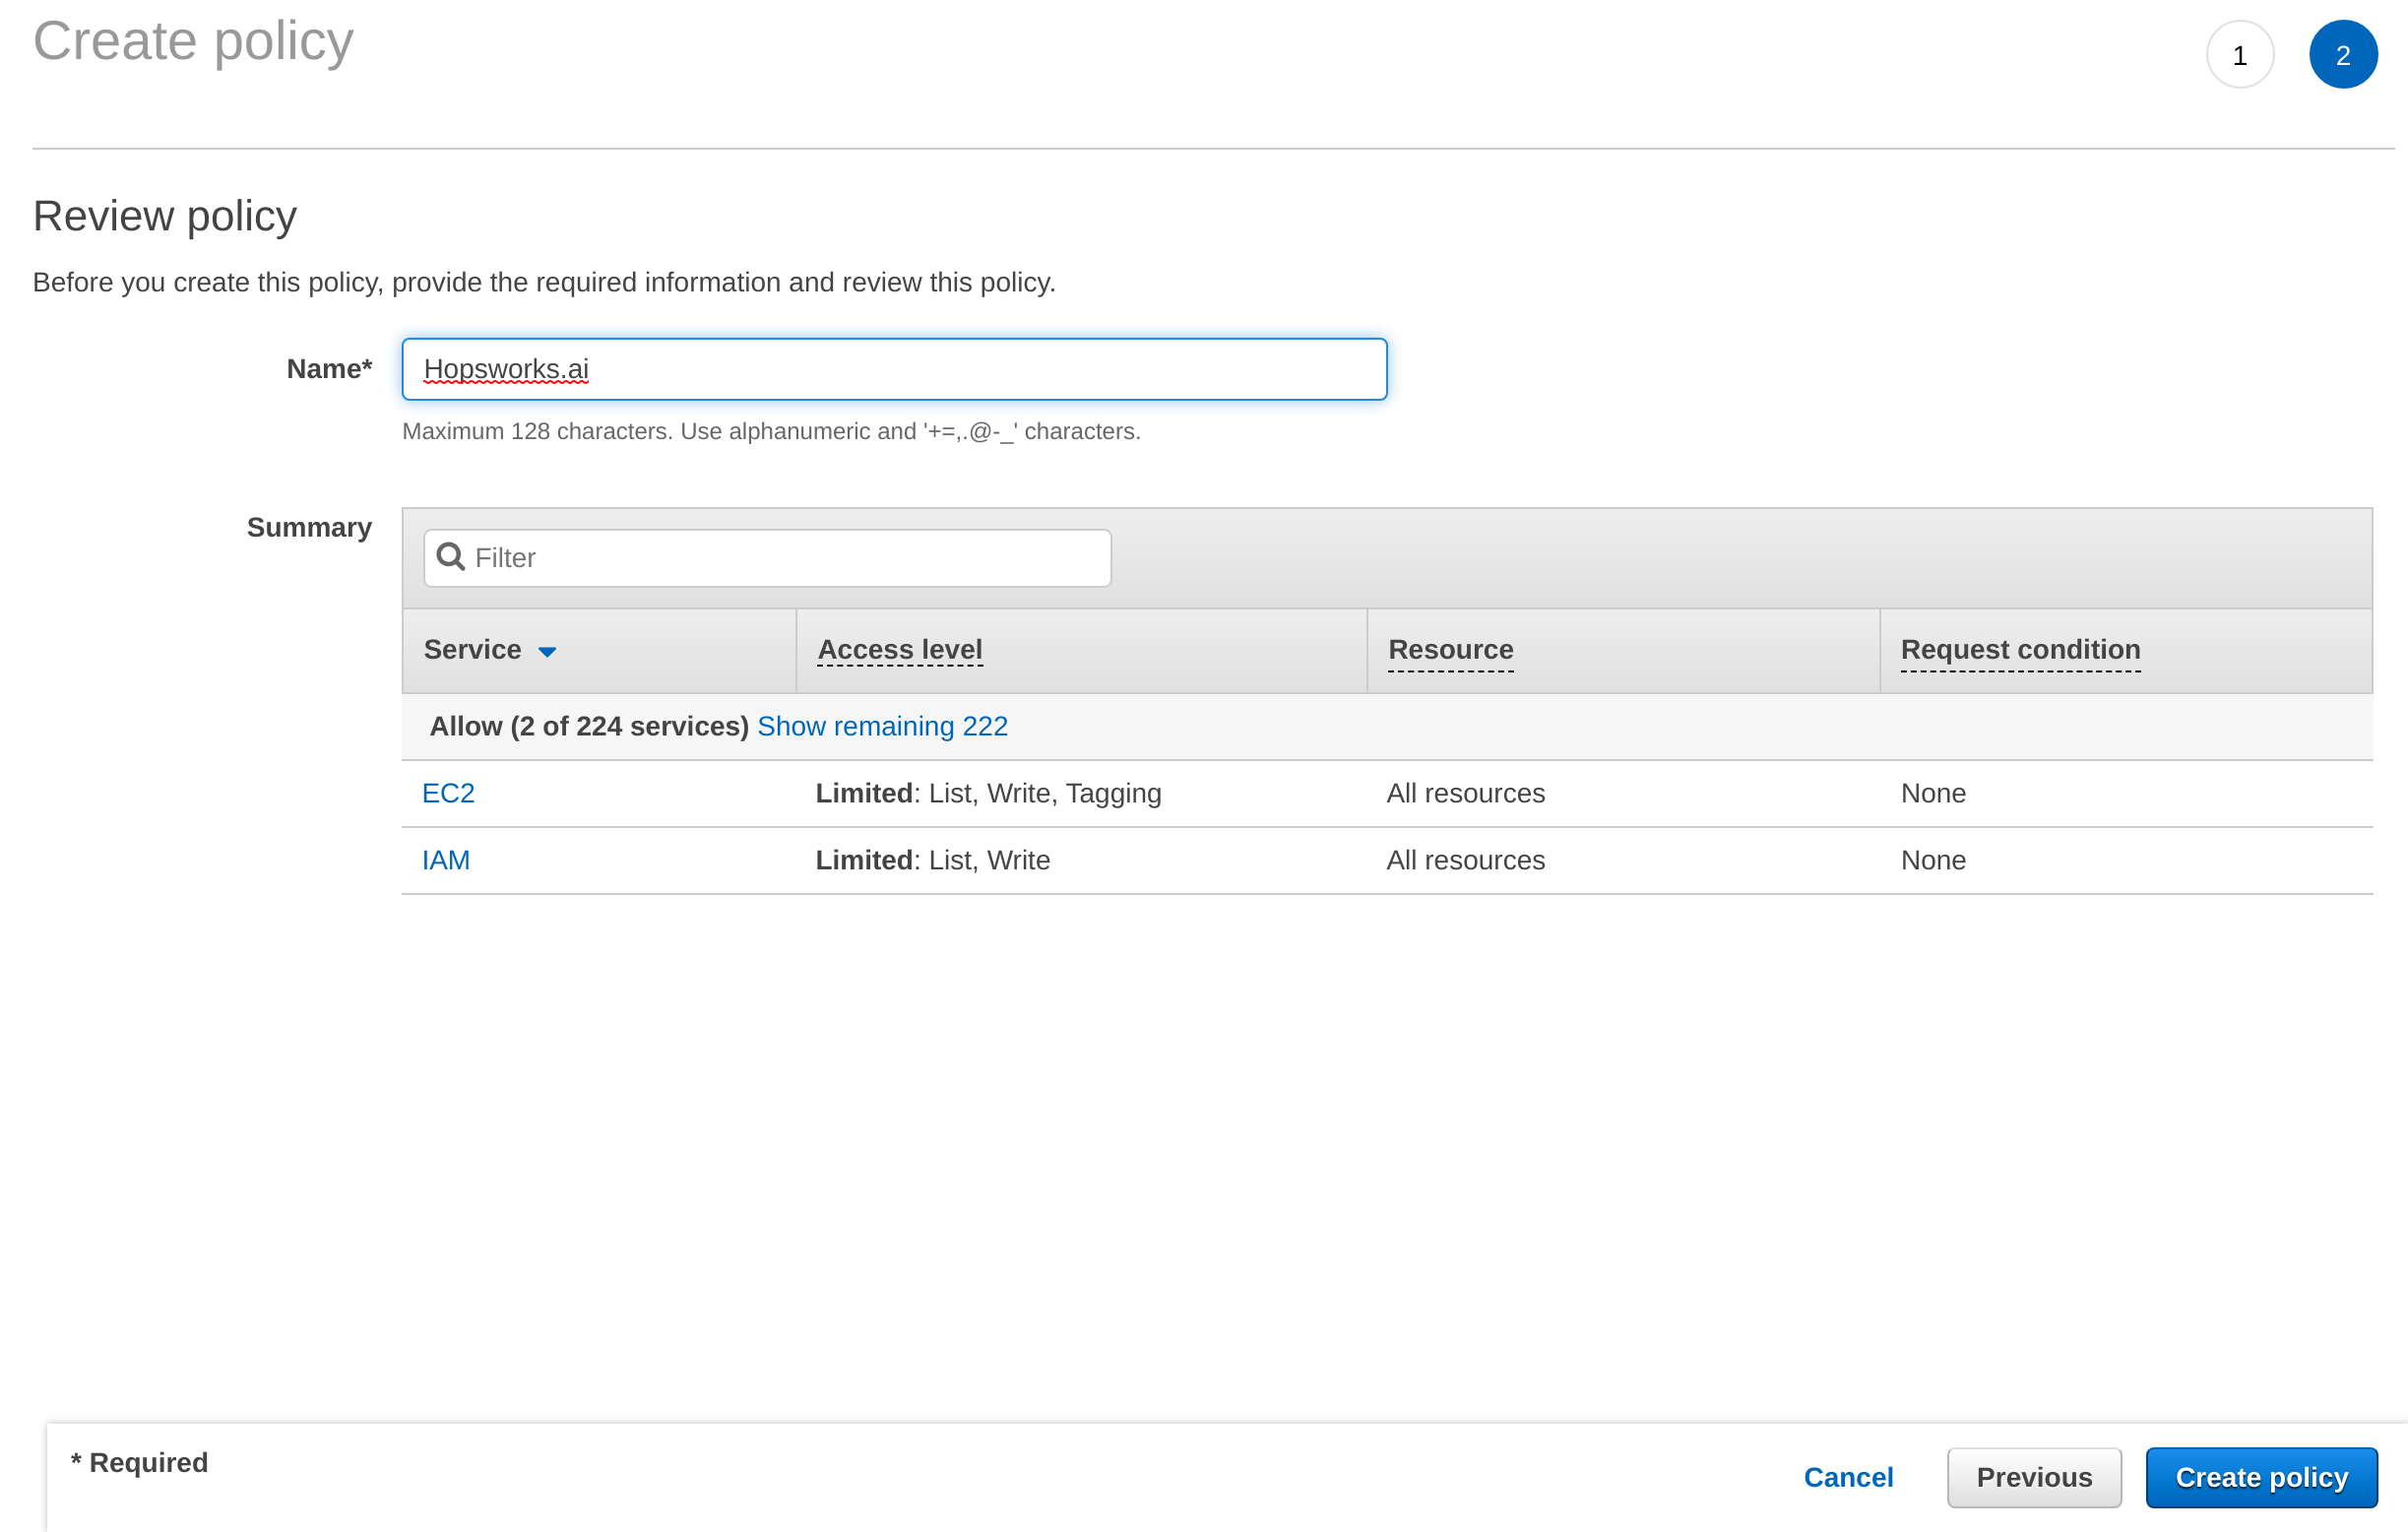 Create policy
1
2
Review policy
Before you create this policy, provide the required information and review this policy.
Name*
Hopsworks.ai
Maximum 128 characters. Use alphanumeric and '+=,.@-_' characters.
Summary
Filter
Service Access level Resource Request condition
Allow (2 of 224 services) Show remaining 222
EC2 Limited: List, Write, Tagging All resources None
IAM Limited: List, Write All resources None
* Required
Cancel Previous Create policy